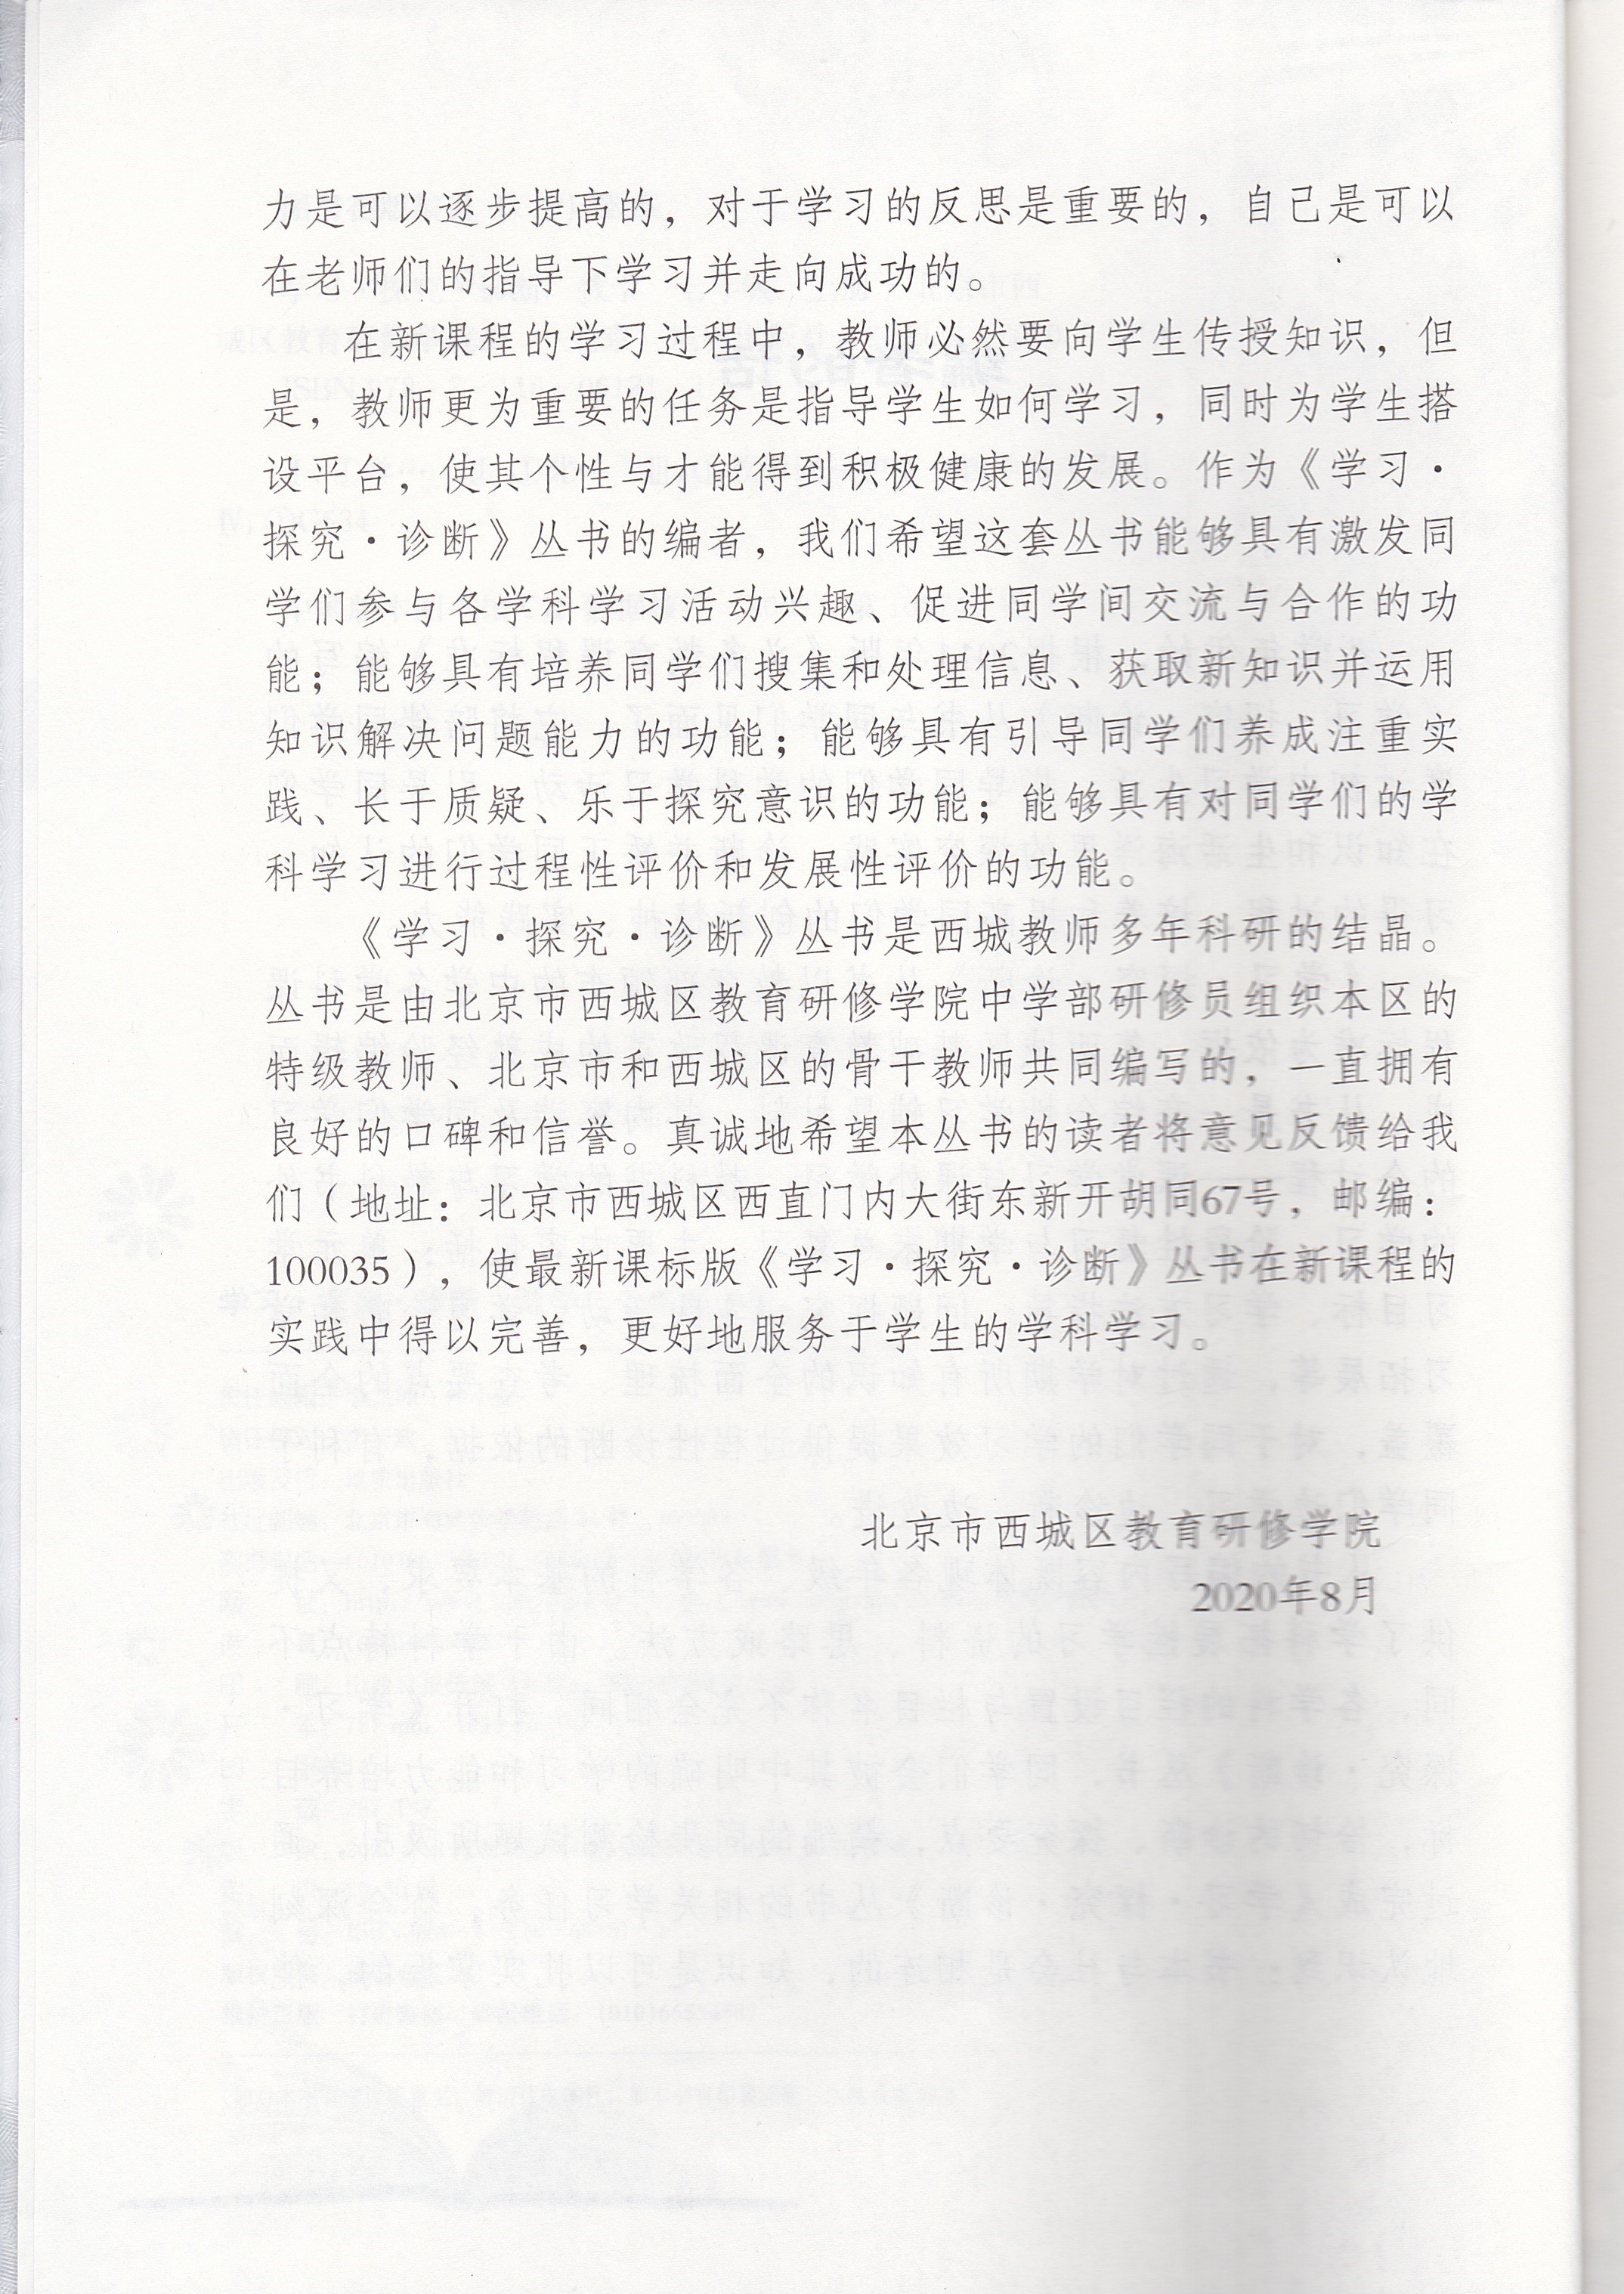 力是可以逐步提高的，对于学习的反思是重要的，自己是可以
在老师们的指导下学习并走向成功的。
在新课程的学习过程中，教师必然要向学生传授知识，但
是，教师更为重要的任务是指导学生如何学习，同时为学生搭
设平台，使其个性与才能得到积极健康的发展。作为《学习·
探究·诊断》丛书的编者，我们希望这套丛书能够具有激发同
学们参与各学科学习活动兴趣、促进同学间交流与合作的功
能；能够具有培养同学们搜集和处理信息、获取新知识并运用
知识解决问题能力的功能；能够具有引导同学们养成注重实
践、长于质疑、乐于探究意识的功能；能够具有对同学们的学
科学习进行过程性评价和发展性评价的功能。
《学习·探究·诊断》丛书是西城教师多年科研的结晶。
丛书是由北京市西城区教育研修学院中学部研修员组织本区的
特级教师、北京市和西城区的骨干教师共同编写的，一直拥有
良好的口碑和信誉。真诚地希望本丛书的读者将意见反馈给我
们（地址：北京市西城区西直门内大街东新开胡同67号，邮编：
100035），使最新课标版《学习·探究·诊断》丛书在新课程的
实践中得以完善，更好地服务于学生的学科学习。
北京市西城区教育研修学院
2020年8月